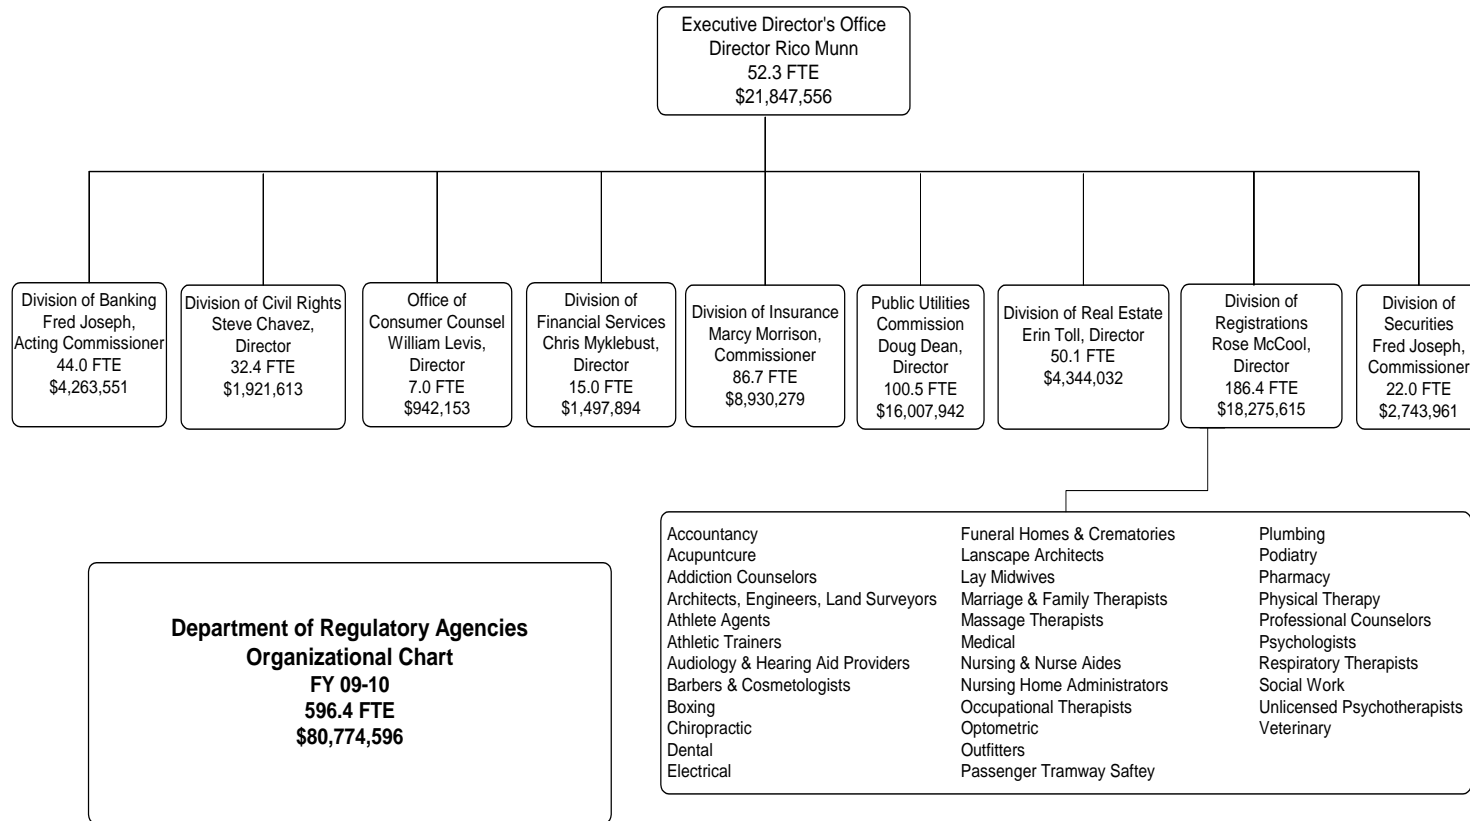 Executive Director's Office
Director Rico Munn
52.3 FTE
$21,847,556
Division of Banking
Fred Joseph,
Acting Commissioner
44.0 FTE
$4,263,551
Division of Civil Rights
Steve Chavez,
Director
32.4 FTE
$1,921,613
Office of
Consumer Counsel
William Levis,
Director
7.0 FTE
$942,153
Division of
Financial Services
Chris Myklebust,
Director
15.0 FTE
$1,497,894
Division of Insurance
Marcy Morrison,
Commissioner
86.7 FTE
$8,930,279
Public Utilities
Commission
Doug Dean,
Director
100.5 FTE
$16,007,942
Division of Real Estate
Erin Toll, Director
50.1 FTE
$4,344,032
Division of
Registrations
Rose McCool,
Director
186.4 FTE
$18,275,615
Division of
Securities
Fred Joseph,
Commissioner
22.0 FTE
$2,743,961
Department of Regulatory Agencies
Organizational Chart
FY 09-10
596.4 FTE
$80,774,596
Accountancy
Acupuntcure
Addiction Counselors
Architects, Engineers, Land Surveyors
Athlete Agents
Athletic Trainers
Audiology & Hearing Aid Providers
Barbers & Cosmetologists
Boxing
Chiropractic
Dental
Electrical
Funeral Homes & Crematories
Lanscape Architects
Lay Midwives
Marriage & Family Therapists
Massage Therapists
Medical
Nursing & Nurse Aides
Nursing Home Administrators
Occupational Therapists
Optometric
Outfitters
Passenger Tramway Saftey
Plumbing
Podiatry
Pharmacy
Physical Therapy
Professional Counselors
Psychologists
Respiratory Therapists
Social Work
Unlicensed Psychotherapists
Veterinary